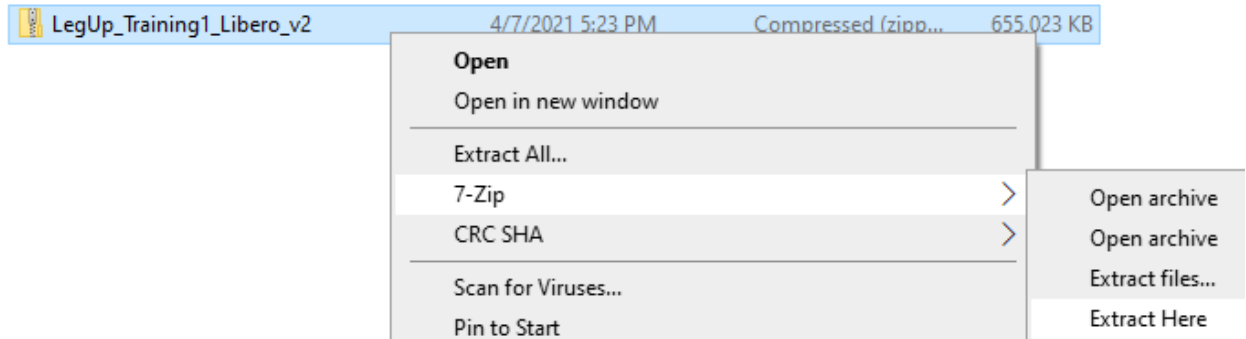 LegUp_Training1_Libero_v2 4/7/2021 5:23 PM Compressed (zipp... 655,023 KB
Open
Open in new window
Extract All...
7-Zip
CRC SHA
Scan for Viruses...
Pin to Start
Open archive
Open archive
Extract files...
Extract Here